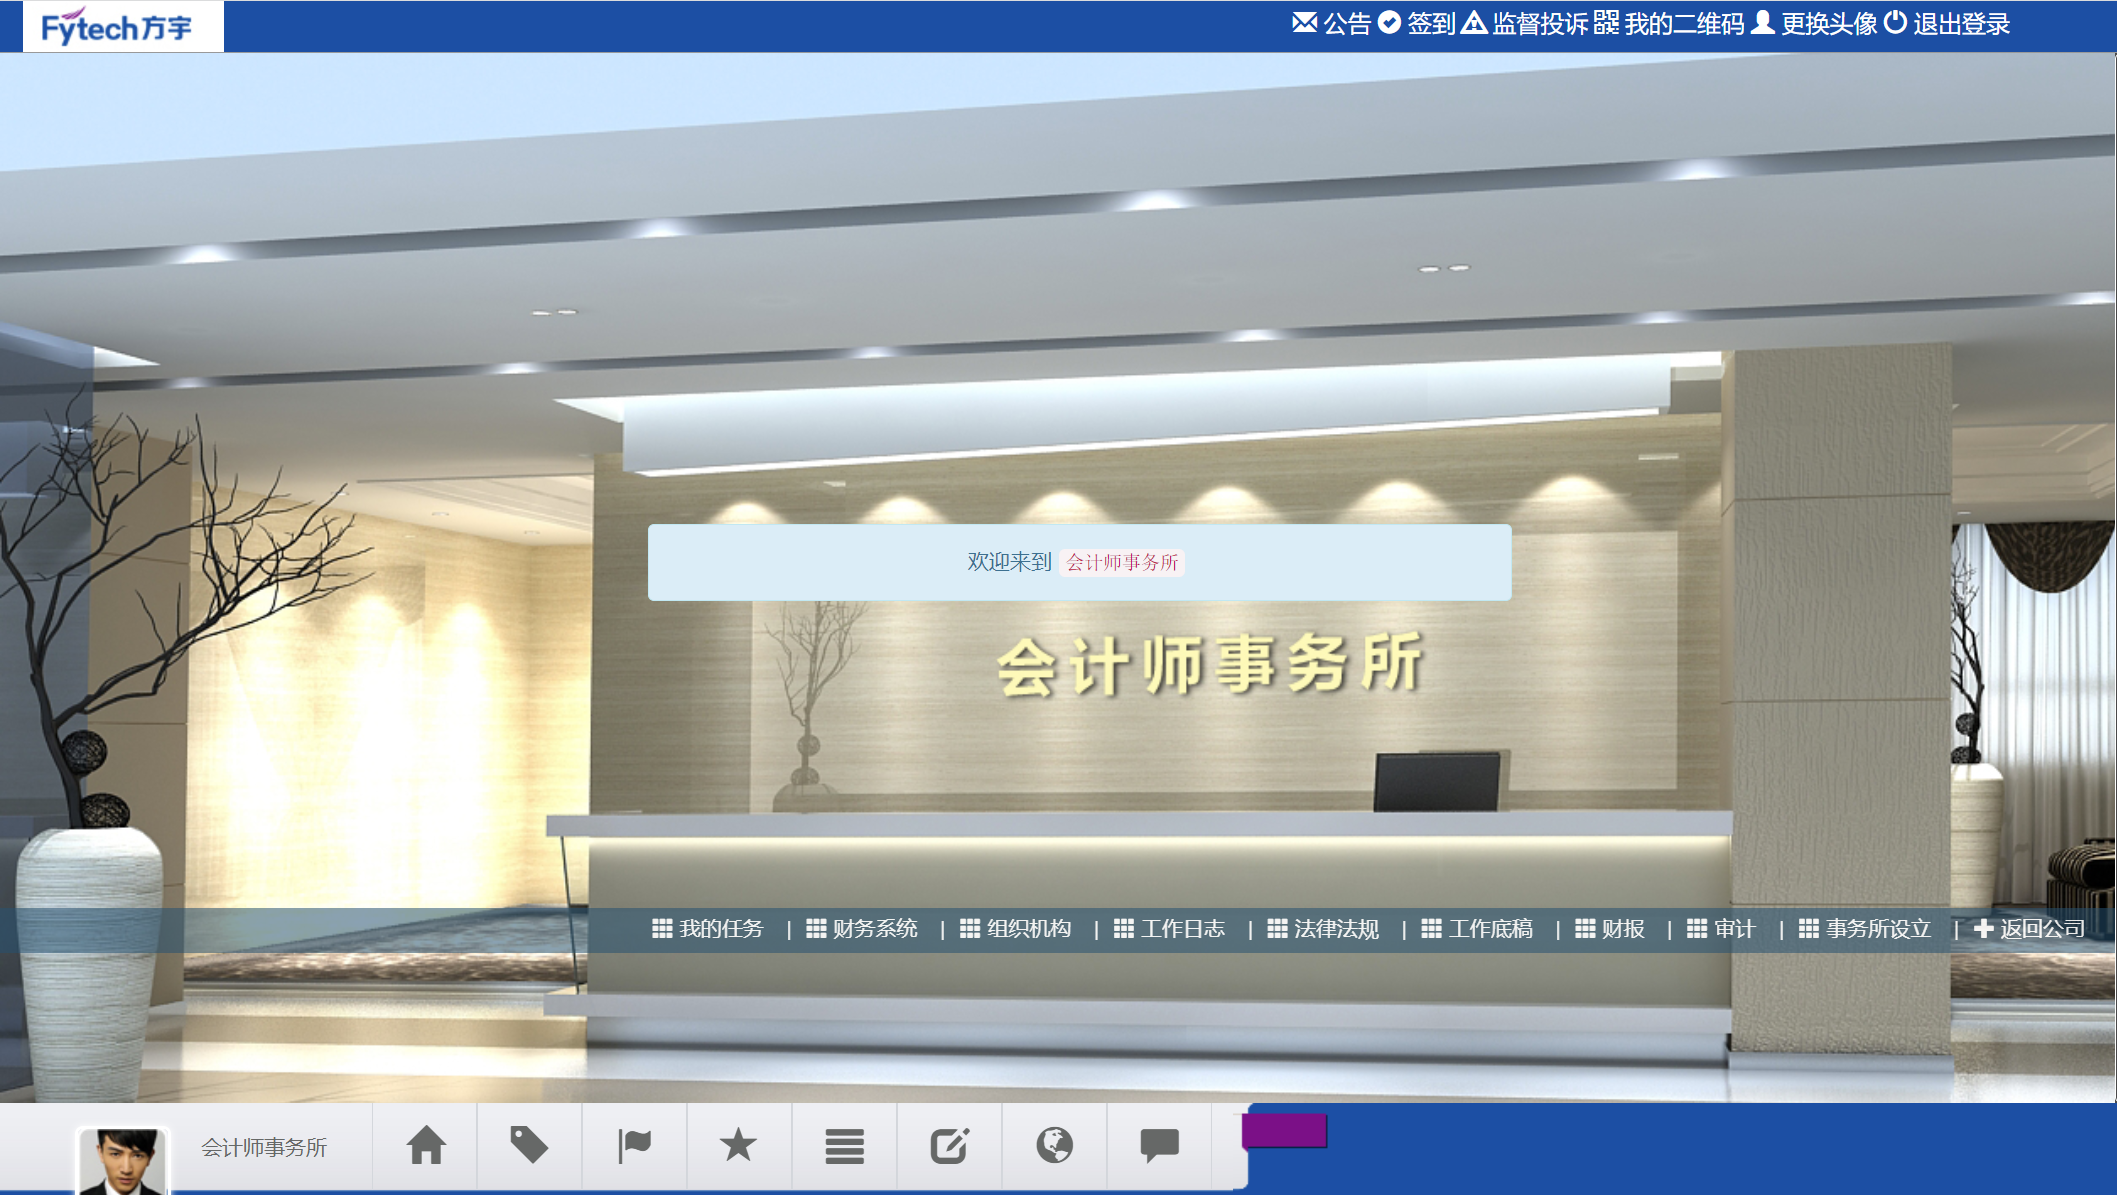 Fytech方宇
公告 签到 监督投诉 我的二维码 更换头像 退出登录
欢迎来到 会计师事务所
会计师事务所
我的任务 | 财务系统 | 组织机构 | 工作日志 | 法律法规 | 工作底稿 | 财报 | 审计 | 事务所设立 | 返回公司
会计师事务所